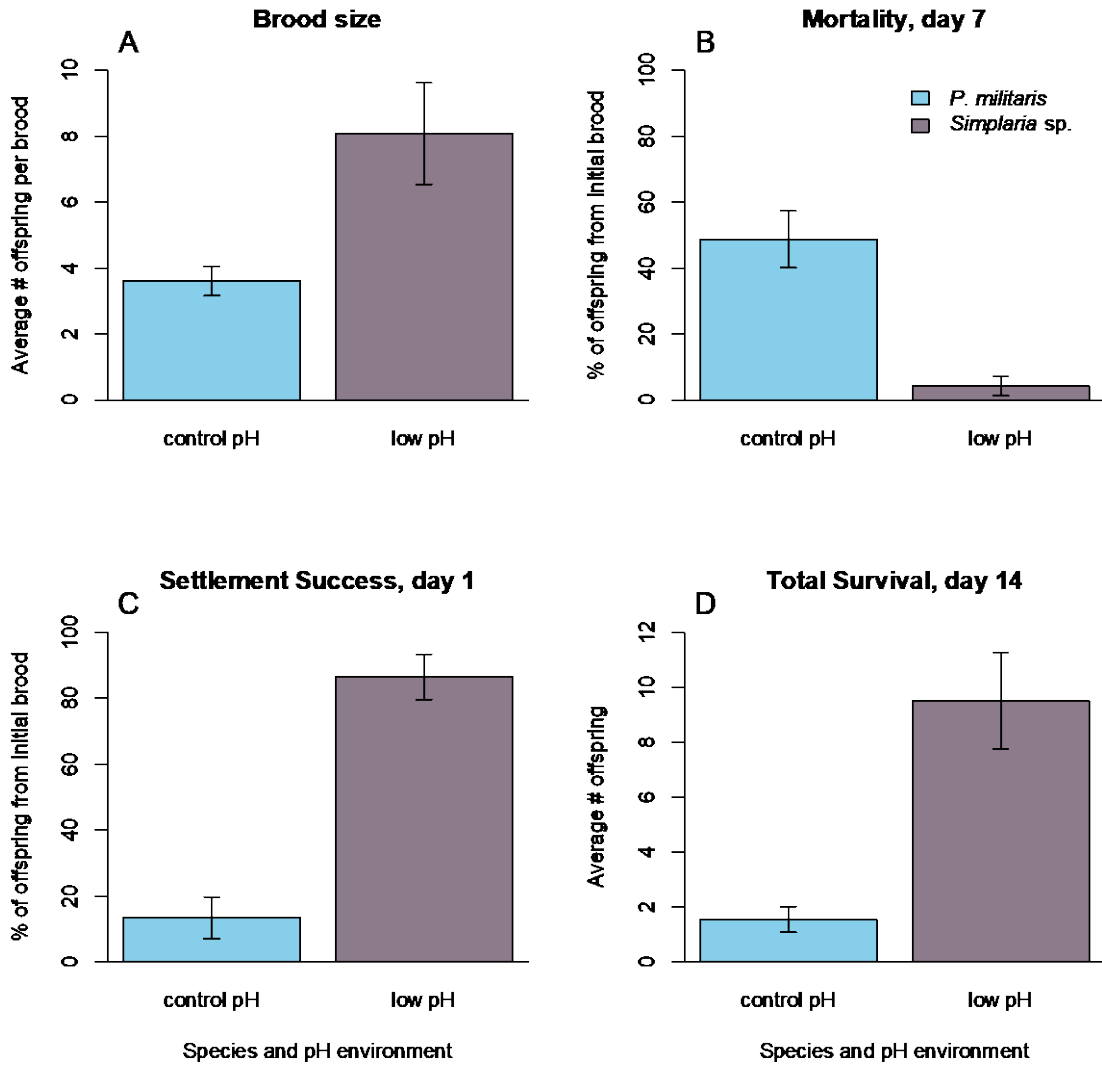 Brood size
A
Average # offspring per brood
10
8
6
4
2
0
control pH
low pH
Mortality, day 7
B
% of offspring from initial brood
100
80
60
40
20
0
P. militaris
Simplaria sp.
control pH
low pH
Settlement Success, day 1
C
% of offspring from initial brood
100
80
60
40
20
0
control pH
low pH
Species and pH environment
Total Survival, day 14
D
Average # offspring
12
10
8
6
4
2
0
control pH
low pH
Species and pH environment